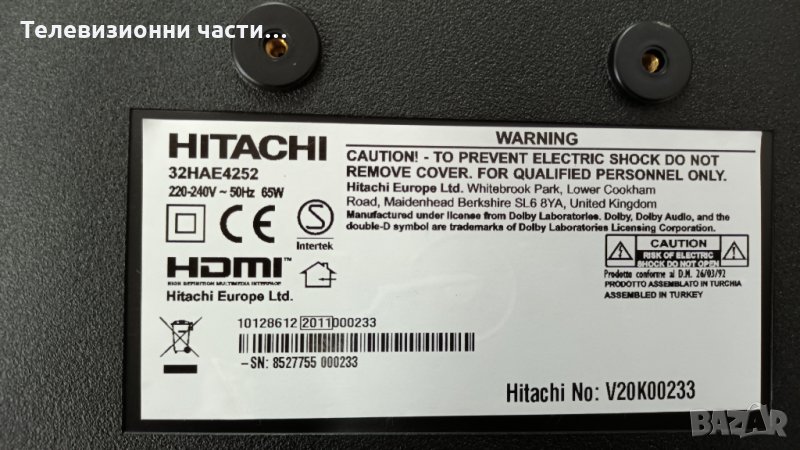 Телевизионни части...
HITACHI
32HAE4252
220-240V ~ 50Hz 65W
WARNING
CAUTION! - TO PREVENT ELECTRIC SHOCK DO NOT
REMOVE COVER. FOR QUALIFIED PERSONNEL ONLY.
Hitachi Europe Ltd. Whitebrook Park, Lower Cookham
Road, Maidenhead Berkshire SL6 8YA, United Kingdom
Manufactured under license from Dolby Laboratories. Dolby, Dolby Audio, and the
double-D symbol are trademarks of Dolby Laboratories Licensing Corporation.
CE
S
Intertek
HDMI™
HIGH DEFINITION MULTIMEDIA INTERFACE
Hitachi Europe Ltd.
CAUTION
RISK OF ELECTRIC
SHOCK DO NOT OPEN
Prodotto conforme al D.M. 26/03/92
PRODOTTO ASSEMBLATO IN TURCHIA
ASSEMBLED IN TURKEY
10128612 2011 000233
-SN: 8527755 000233
Hitachi No: V20K00233
BAZAR